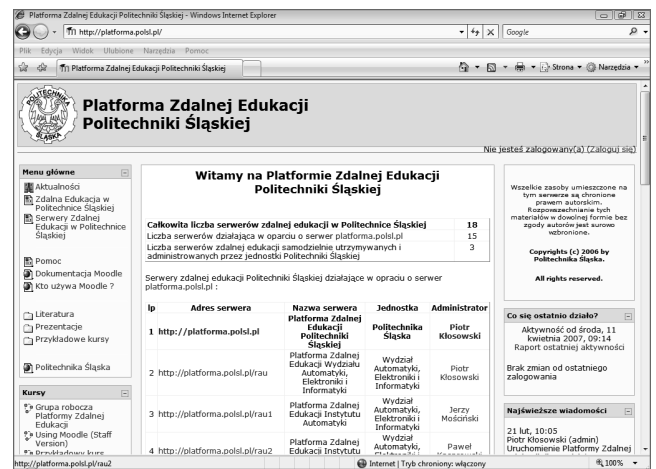 Platforma Zdalnej Edukacji Politechniki Śląskiej - Windows Internet Explorer
http://platforma.polsl.pl/
Google
Plik Edycja Widok Ulubione Narzędzia Pomoc
Platforma Zdalnej Edukacji Politechniki Śląskiej
Strona
Narzędzia
Platforma Zdalnej Edukacji
Politechniki Śląskiej
Nie jesteś zalogowany(a) (Zaloguj się)
Menu główne
Aktualności
Zdalna Edukacja w
Politechnice Śląskiej
Serwery Zdalnej
Edukacji w Politechnice
Śląskiej
Pomoc
Dokumentacja Moodle
Kto używa Moodle ?
Literatura
Prezentacje
Przykładowe kursy
Politechnika Śląska
Kursy
Grupa robocza
Platformy Zdalnej
Edukacji
Using Moodle (Staff
Version)
Przykładowy kurs
Witamy na Platformie Zdalnej Edukacji
Politechniki Śląskiej
Całkowita liczba serwerów zdalnej edukacji w Politechnice Śląskiej 18
Liczba serwerów działająca w oparciu o serwer platforma.polsl.pl 15
Liczba serwerów zdalnej edukacji samodzielnie utrzymywanych i
administrowanych przez jednostki Politechniki Śląskiej 3
Serwery zdalnej edukacji Politechniki Śląskiej działające w opraciu o serwer
platforma.polsl.pl :
lp Adres serwera Nazwa serwera Jednostka Administrator
1 http://platforma.polsl.pl Platforma Zdalnej Edukacji Politechniki Śląskiej Politechnika Śląska Piotr Kłosowski
2 http://platforma.polsl.pl/rau Platforma Zdalnej Edukacji Wydziału Automatyki, Elektroniki i Informatyki Wydział Automatyki, Elektroniki i Informatyki Piotr Kłosowski
3 http://platforma.polsl.pl/rau1 Platforma Zdalnej Edukacji Instytutu Automatyki Wydział Automatyki, Elektroniki i Informatyki Jerzy Mościński
4 http://platforma.polsl.pl/rau2 Platforma Zdalnej Edukacji Instytutu Wydział Automatyki, Elektroniki i Paweł
Wszelkie zasoby umieszczone na
tym serwerze są chronione
prawem autorskim.
Rozpowszechnianie tych
materiałów w dowolnej formie bez
zgody autorów jest surowo
wzbronione.
Copyrights (c) 2006 by
Politechnika Śląska.
All rights reserved.
Co się ostatnio działo?
Aktywność od środa, 11
kwietnia 2007, 09:14
Raport ostatniej aktywności
Brak zmian od ostatniego
zalogowania
Najświeższe wiadomości
21 lut, 10:05
Piotr Kłosowski (admin)
Uruchomienie Platformy Zdalnej
http://platforma.polsl.pl/rau2
Internet | Tryb chroniony: włączony
100%